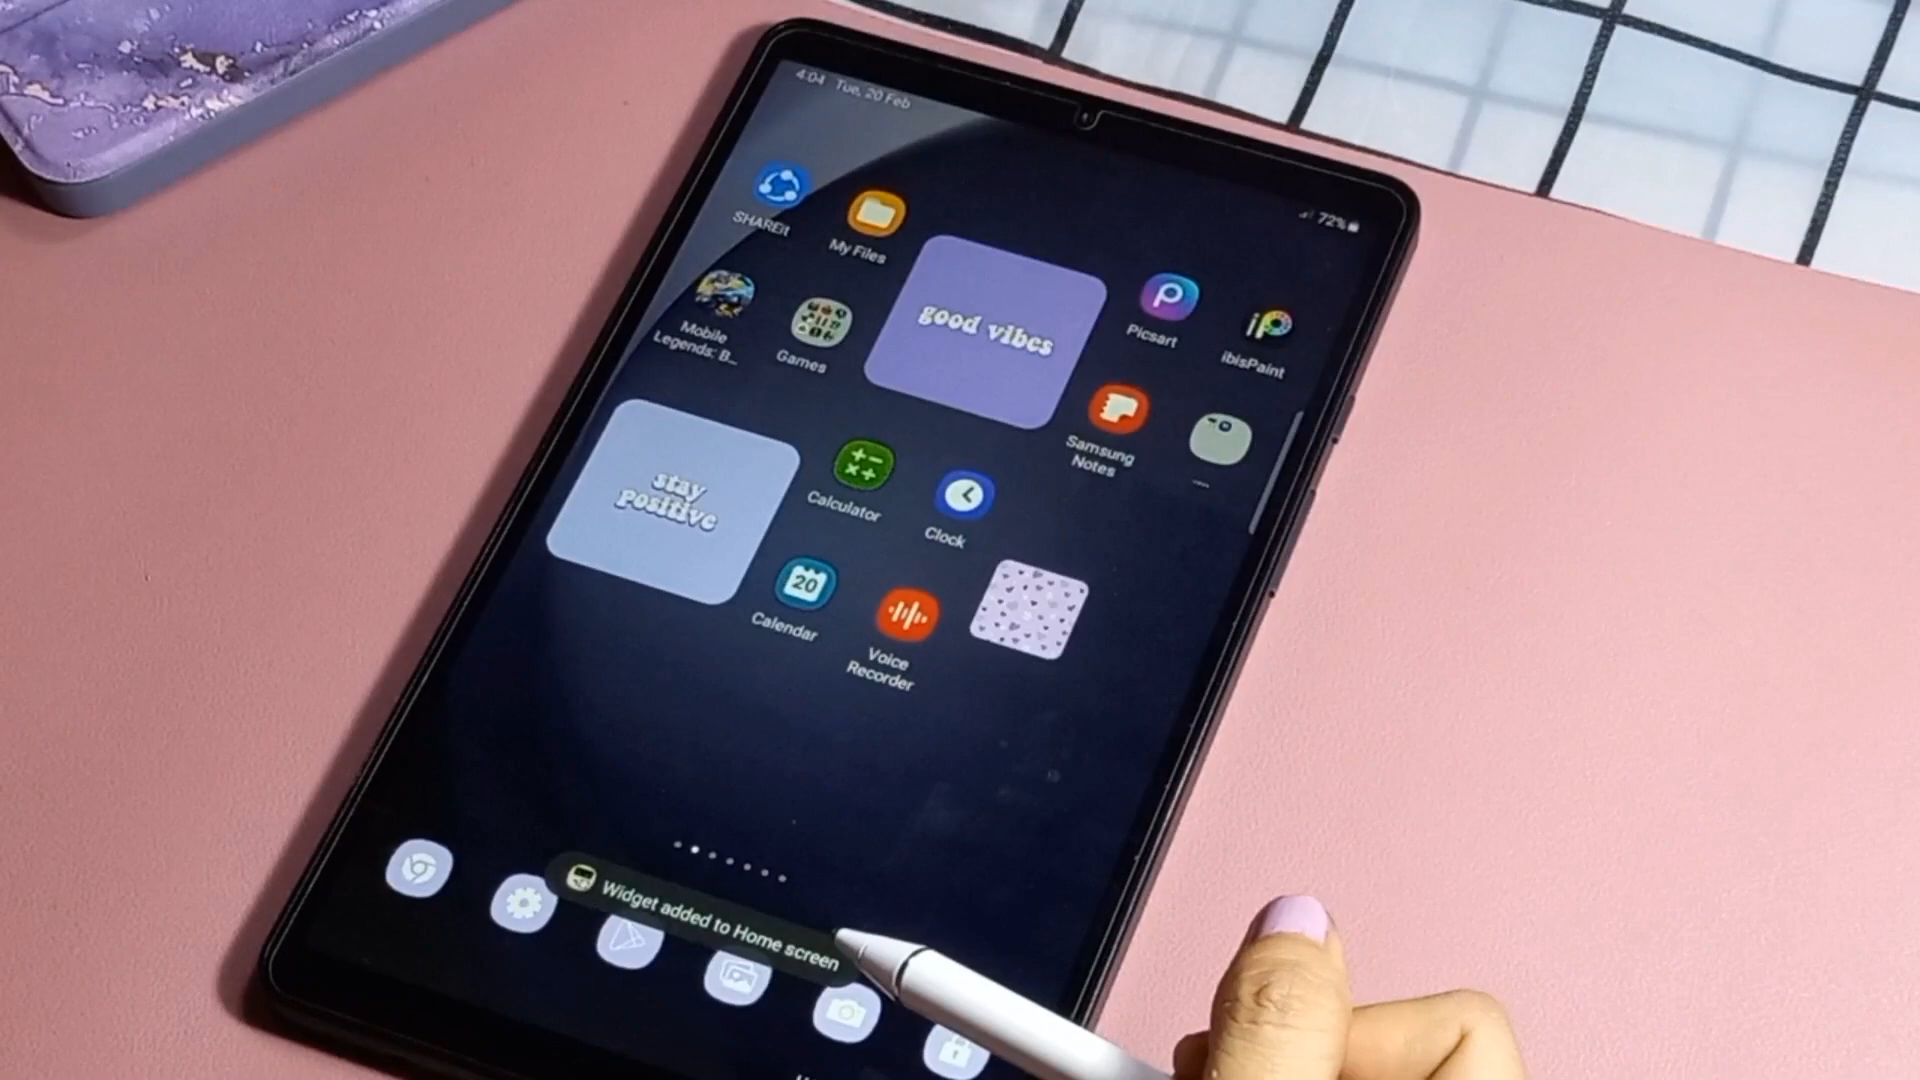 4:04 Tue, 20 Feb
72%
SHAREit
My Files
Mobile
Legends: B...
Games
good vibes
Picsart
iP
ibisPaint
stay
positive
Calculator
Clock
Samsung
Notes
...
20
Calendar
Voice
Recorder
Widget added to Home screen